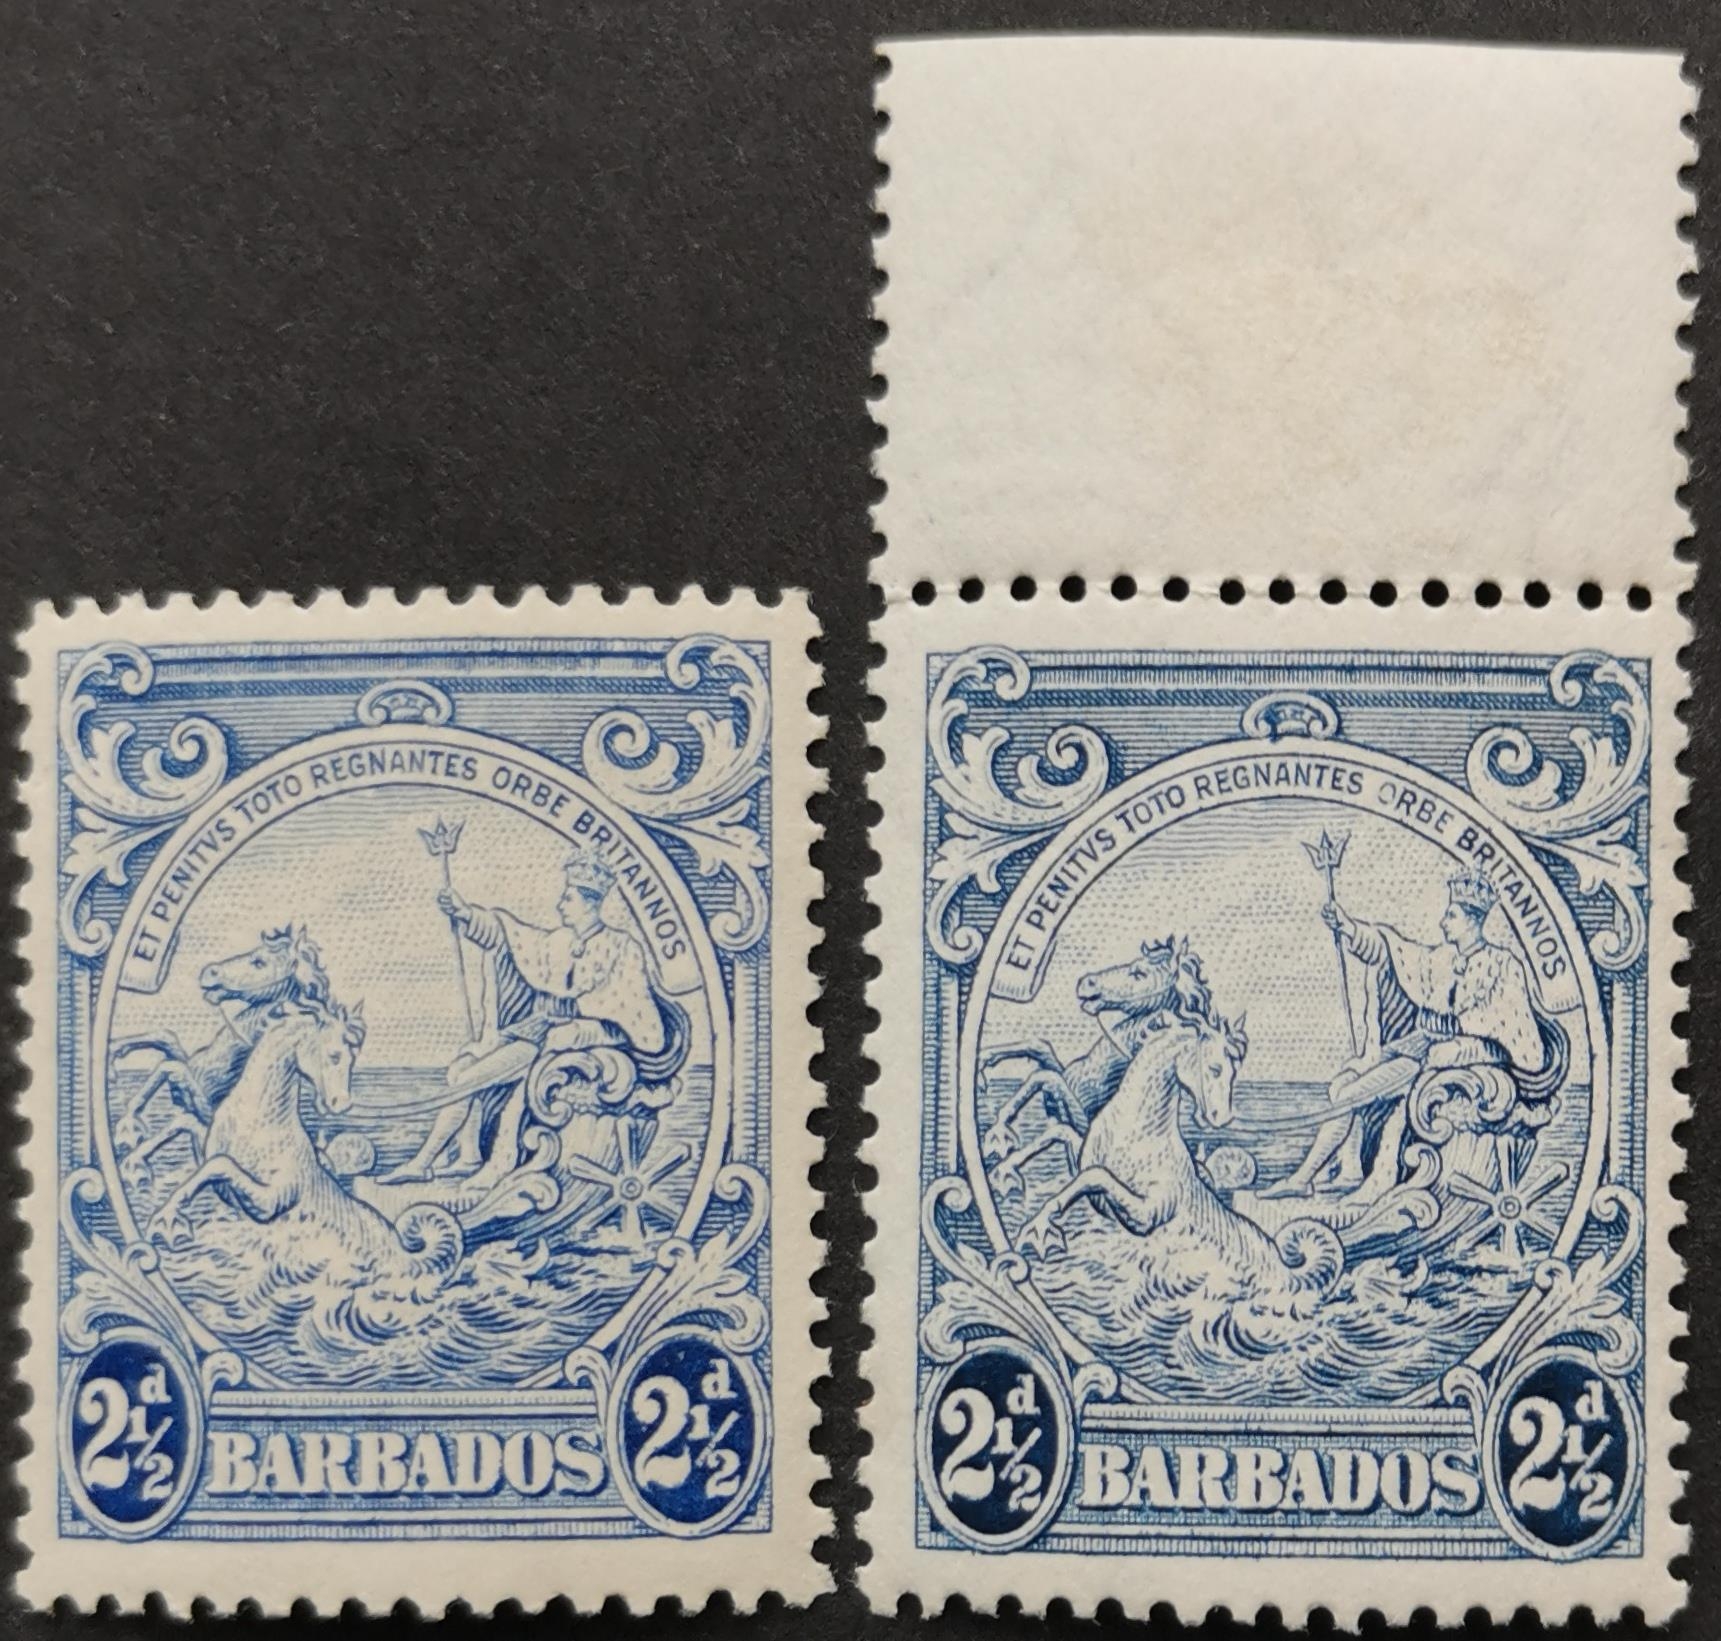 ET PENITVS TOTO REGNANTES ORBE BRITANNOS
2½d BARBADOS 2½d
ET PENITVS TOTO REGNANTES ORBE BRITANNOS
2½d BARBADOS 2½d